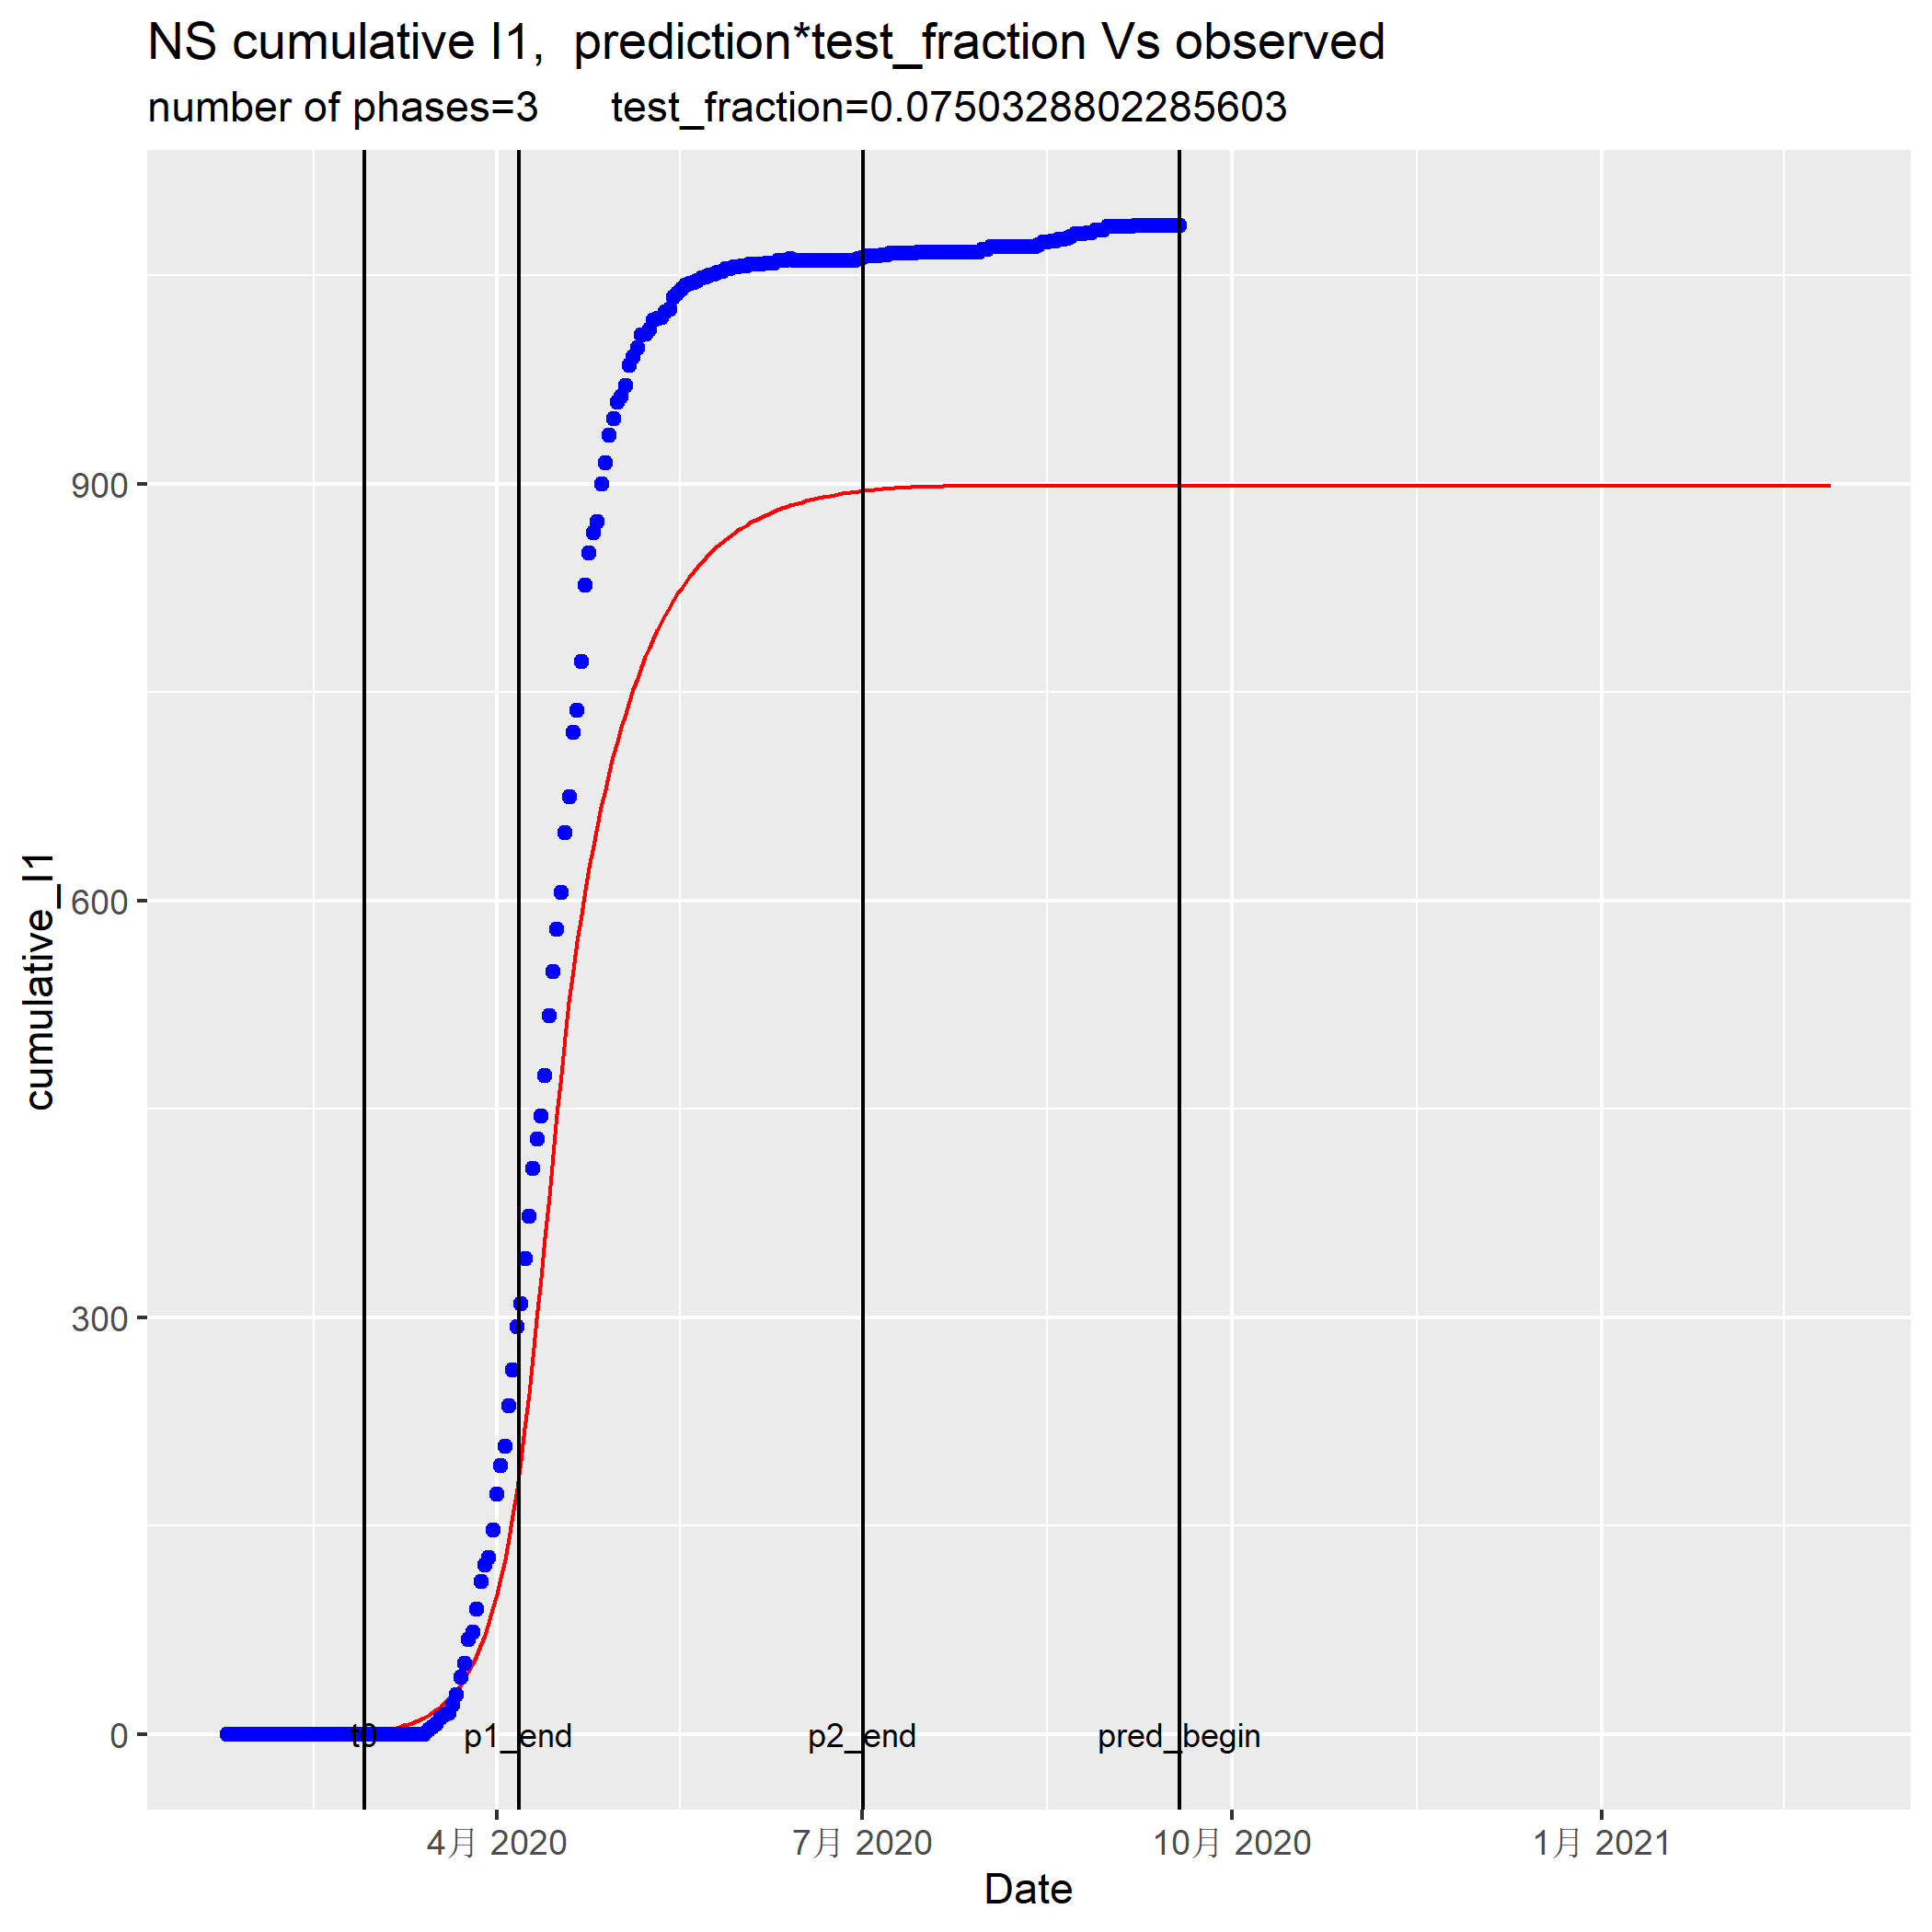 NS cumulative I1,  prediction*test_fraction Vs observed
number of phases=3      test_fraction=0.0750328802285603
cumulative_I1
900
600
300
0
t0
p1_end
p2_end
pred_begin
4月 2020
7月 2020
10月 2020
1月 2021
Date